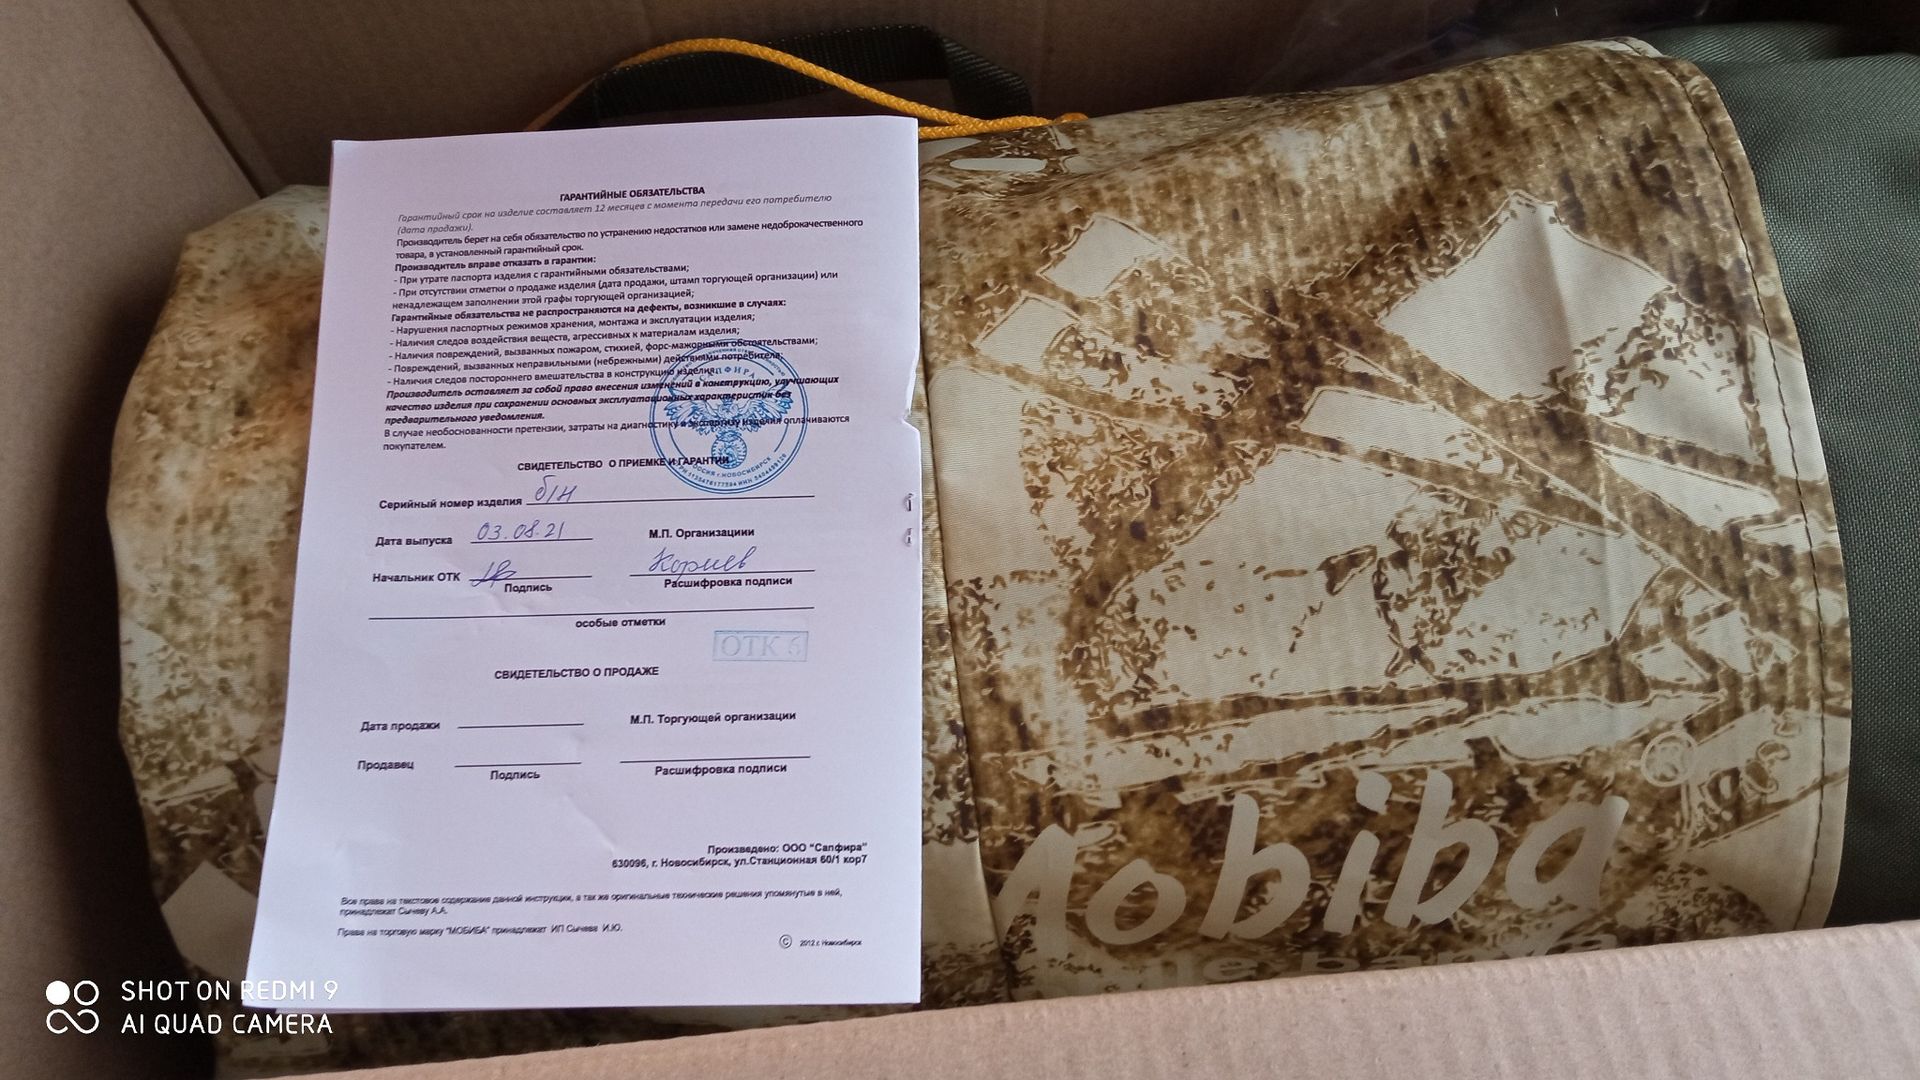 ГАРАНТИЙНЫЕ ОБЯЗАТЕЛЬСТВА
Гарантийный срок на изделие составляет 12 месяцев с момента передачи его потребителю
(дата продажи).
Производитель берет на себя обязательство по устранению недостатков или замене недоброкачественного
товара, в установленный гарантийный срок.
Производитель вправе отказать в гарантии:
- При утрате паспорта изделия с гарантийными обязательствами;
- При отсутствии отметки о продаже изделия (дата продажи, штамп торгующей организации) или
ненадлежащем заполнении этой графы торгующей организацией;
Гарантийные обязательства не распространяются на дефекты, возникшие в случаях:
- Нарушения паспортных режимов хранения, монтажа и эксплуатации изделия;
- Наличия следов воздействия веществ, агрессивных к материалам изделия;
- Наличия повреждений, вызванных пожаром, стихией, форс-мажорными обстоятельствами;
- Повреждений, вызванных неправильными (небрежными) действиями потребителя;
- Наличия следов постороннего вмешательства в конструкцию изделия.
Производитель оставляет за собой право внесения изменений в конструкцию, улучшающих
качество изделия при сохранении основных эксплуатационных характеристик без
предварительного уведомления.
В случае необоснованности претензии, затраты на диагностику и экспертизу изделия оплачиваются
покупателем.
САПФИРА
РОССИЯ г. НОВОСИБИРСК
СВИДЕТЕЛЬСТВО О ПРИЕМКЕ И ГАРАНТИИ
Серийный номер изделия б/н
Дата выпуска 03.08.21 М.П. Организациии
Начальник ОТК
Подпись Расшифровка подписи
особые отметки
ОТК 5
СВИДЕТЕЛЬСТВО О ПРОДАЖЕ
Дата продажи М.П. Торгующей организации
Продавец
Подпись Расшифровка подписи
Произведено: ООО "Сапфира"
630096, г. Новосибирск, ул.Станционная 60/1 кор7
Все права на текстовое содержание данной инструкции, а так же оригинальные технические решения упомянутые в ней,
принадлежат Сычеву А.А.
Права на торговую марку "МОБИБА" принадлежат ИП Сычева И.Ю.
© 2012 г. Новосибирск
Mobiba
SHOT ON REDMI 9
AI QUAD CAMERA